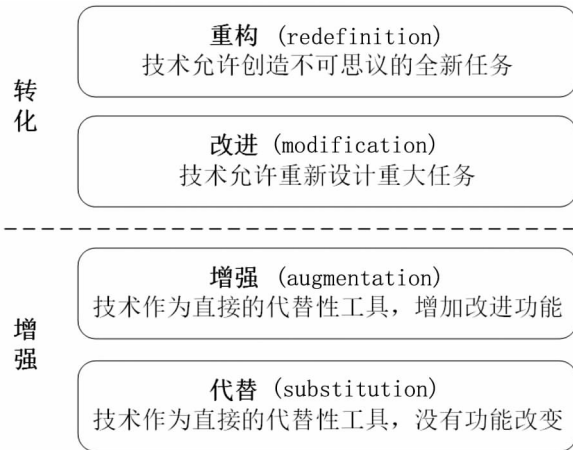 转化
重构 (redefinition)
技术允许创造不可思议的全新任务
改进 (modification)
技术允许重新设计重大任务
增强
增强 (augmentation)
技术作为直接的代替性工具，增加改进功能
代替 (substitution)
技术作为直接的代替性工具，没有功能改变